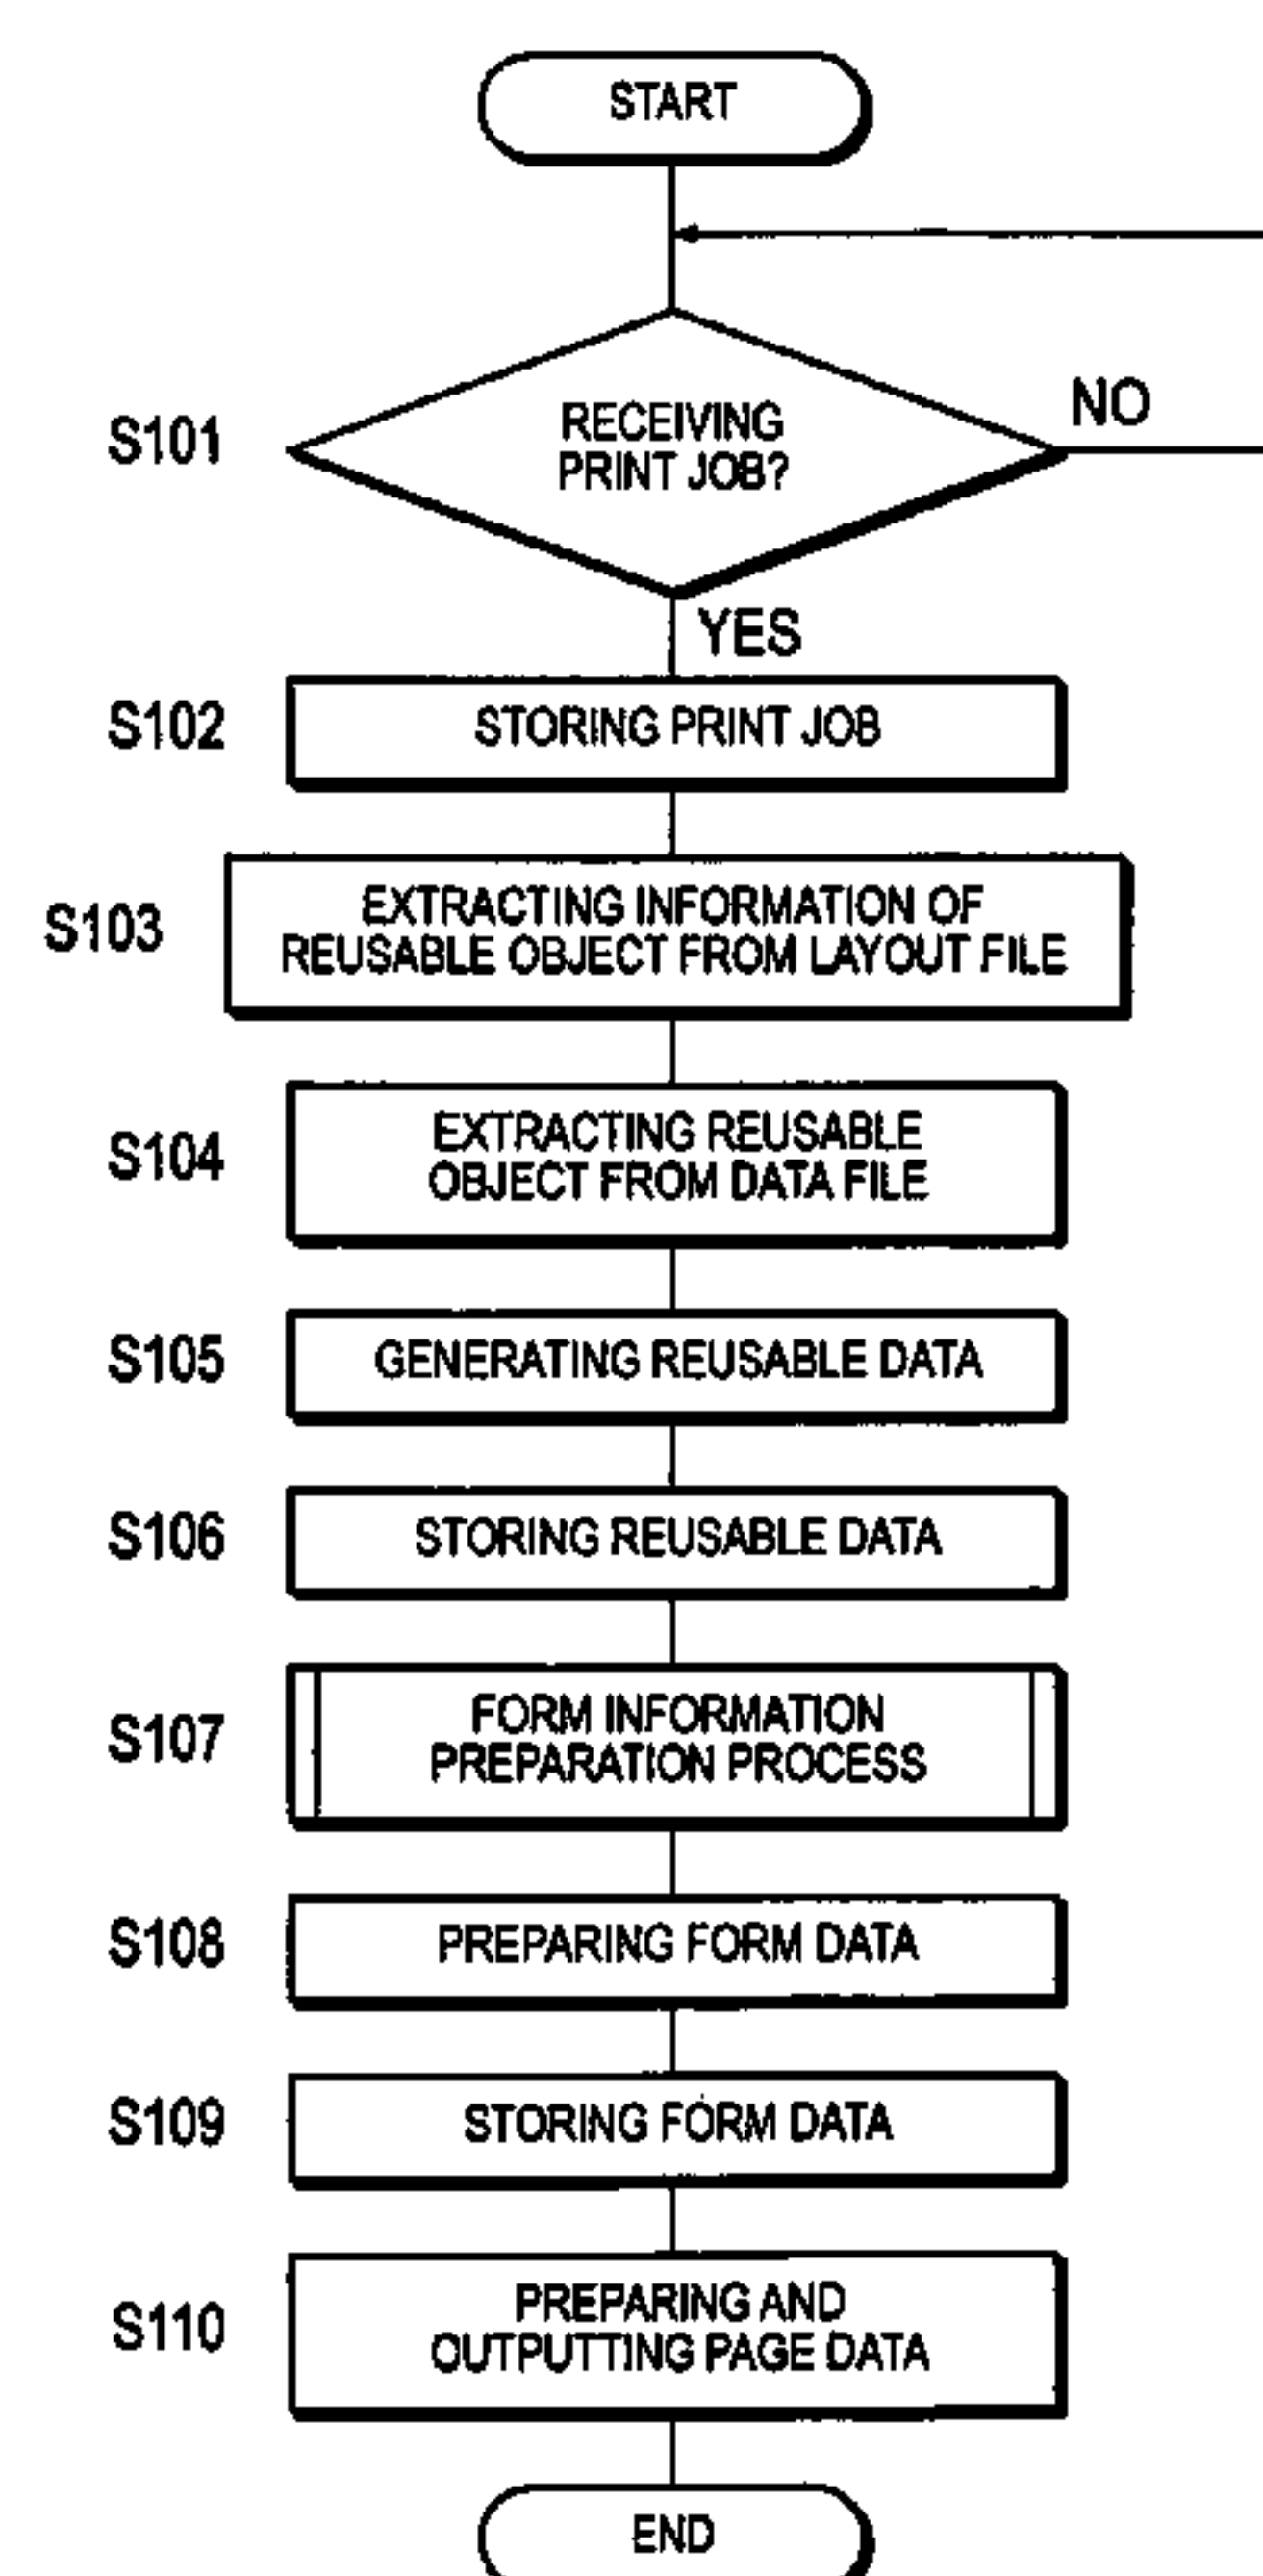 START
S101
RECEIVING
PRINT JOB?
NO
YES
S102
STORING PRINT JOB
S103
EXTRACTING INFORMATION OF
REUSABLE OBJECT FROM LAYOUT FILE
S104
EXTRACTING REUSABLE
OBJECT FROM DATA FILE
S105
GENERATING REUSABLE DATA
S106
STORING REUSABLE DATA
S107
FORM INFORMATION
PREPARATION PROCESS
S108
PREPARING FORM DATA
S109
STORING FORM DATA
S110
PREPARING AND
OUTPUTTING PAGE DATA
END